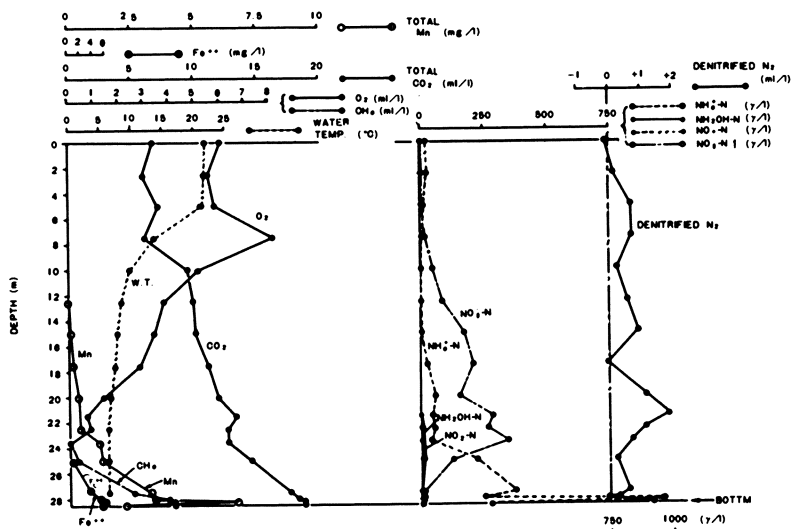 0 2.5 5 7.5 10 TOTAL Mn (mg/l)
0 2 4 6 Fe++ (mg/l)
0 5 10 15 20 TOTAL CO₂ (ml/l)
0 1 2 3 4 5 6 7 8 O₂ (ml/l)
CH₄ (ml/l)
0 5 10 15 20 25 WATER TEMP. (°C)
0 250 500 750
-1 0 +1 +2 DENITRIFIED N₂ (ml/l)
NH₄⁺-N (γ/l)
NH₂OH-N (γ/l)
NO₂-N (γ/l)
NO₃-N (γ/l)
DEPTH (m)
0
2
4
6
8
10
12
14
16
18
20
22
24
26
28
O₂
W.T.
CO₂
Mn
CH₄
Mn
Fe++
NO₃-N
NH₄⁺-N
NH₂OH-N
NO₂-N
DENITRIFIED N₂
BOTTM
750 1000 (γ/l)